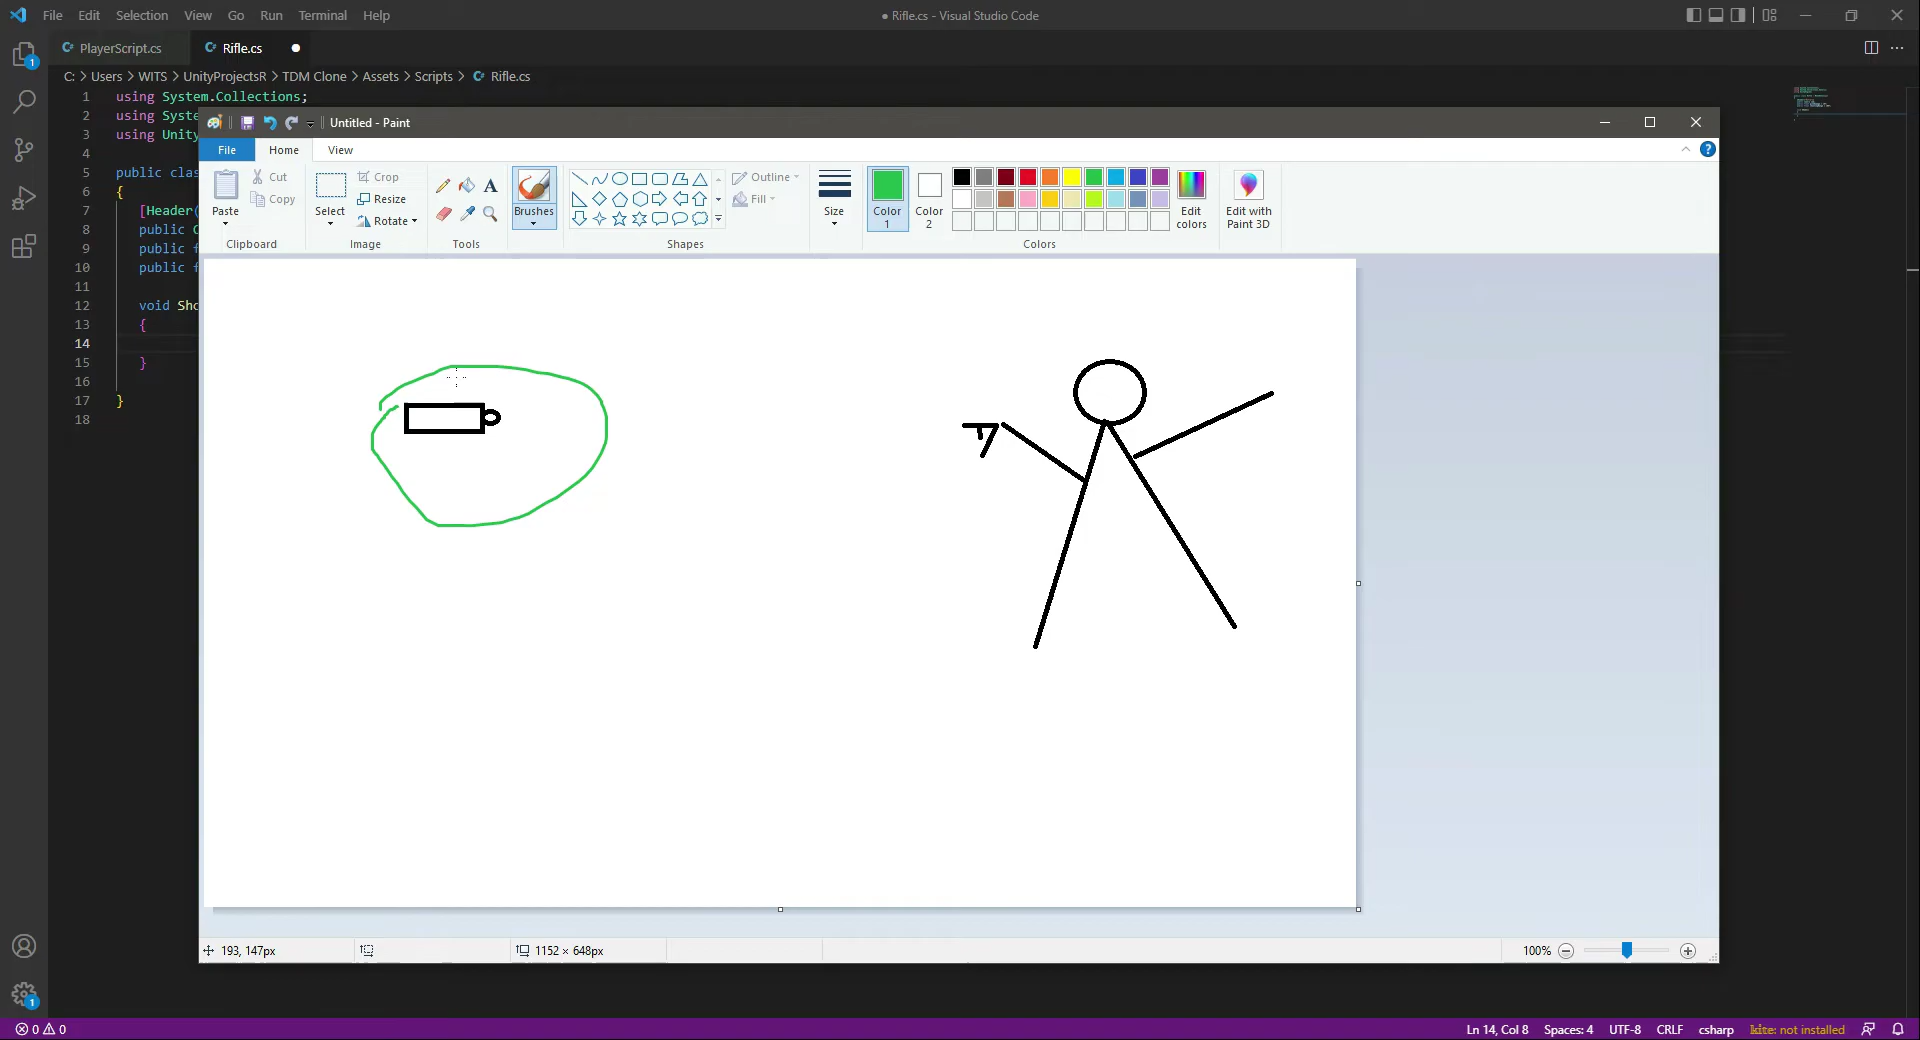 File Edit Selection View Go Run Terminal Help
● Rifle.cs - Visual Studio Code
PlayerScript.cs
Rifle.cs
C: > Users > WITS > UnityProjectsR > TDM Clone > Assets > Scripts > Rifle.cs
1 using System.Collections;
2 using Syste
3 using Unity
4
5 public clas
6 {
7 [Header(
8 public C
9 public f
10 public f
11
12 void Sho
13 {
14
15 }
16
17 }
18
Untitled - Paint
File Home View
Paste
Cut
Copy
Clipboard
Select
Crop
Resize
Rotate
Image
Tools
Brushes
Shapes
Outline
Fill
Size
Color 1
Color 2
Colors
Edit colors
Edit with Paint 3D
193, 147px
1152 × 648px
100%
0 0
Ln 14, Col 8
Spaces: 4
UTF-8
CRLF
csharp
kite: not installed
1
1